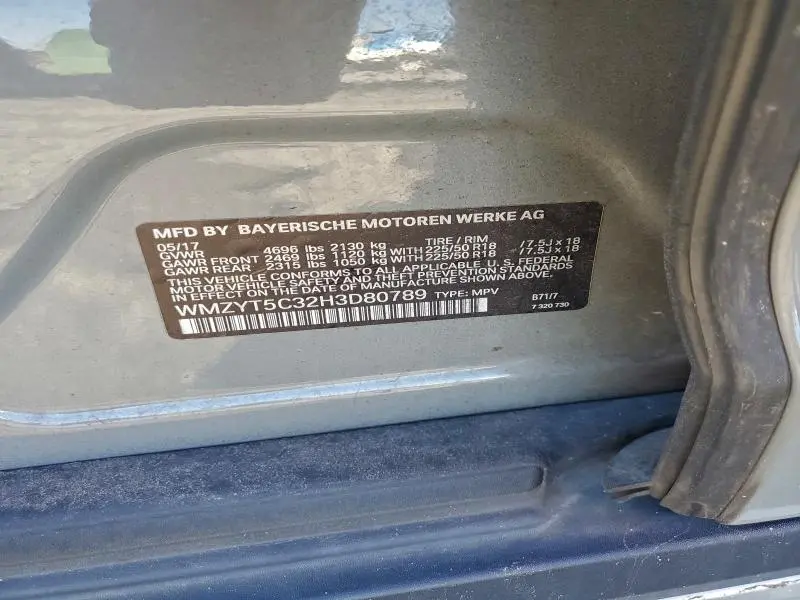 MFD BY BAYERISCHE MOTOREN WERKE AG
05/17 TIRE / RIM
GVWR 4696 lbs 2130 kg
GAWR FRONT 2469 lbs 1120 kg WITH 225/50 R18 /7.5J x 18
GAWR REAR 2315 lbs 1050 kg WITH 225/50 R18 /7.5J x 18
THIS VEHICLE CONFORMS TO ALL APPLICABLE U. S. FEDERAL
MOTOR VEHICLE SAFETY AND THEFT PREVENTION STANDARDS
IN EFFECT ON THE DATE OF MANUFACTURE SHOWN ABOVE.
WMZYT5C32H3D80789 TYPE: MPV B71/7
7 320 730